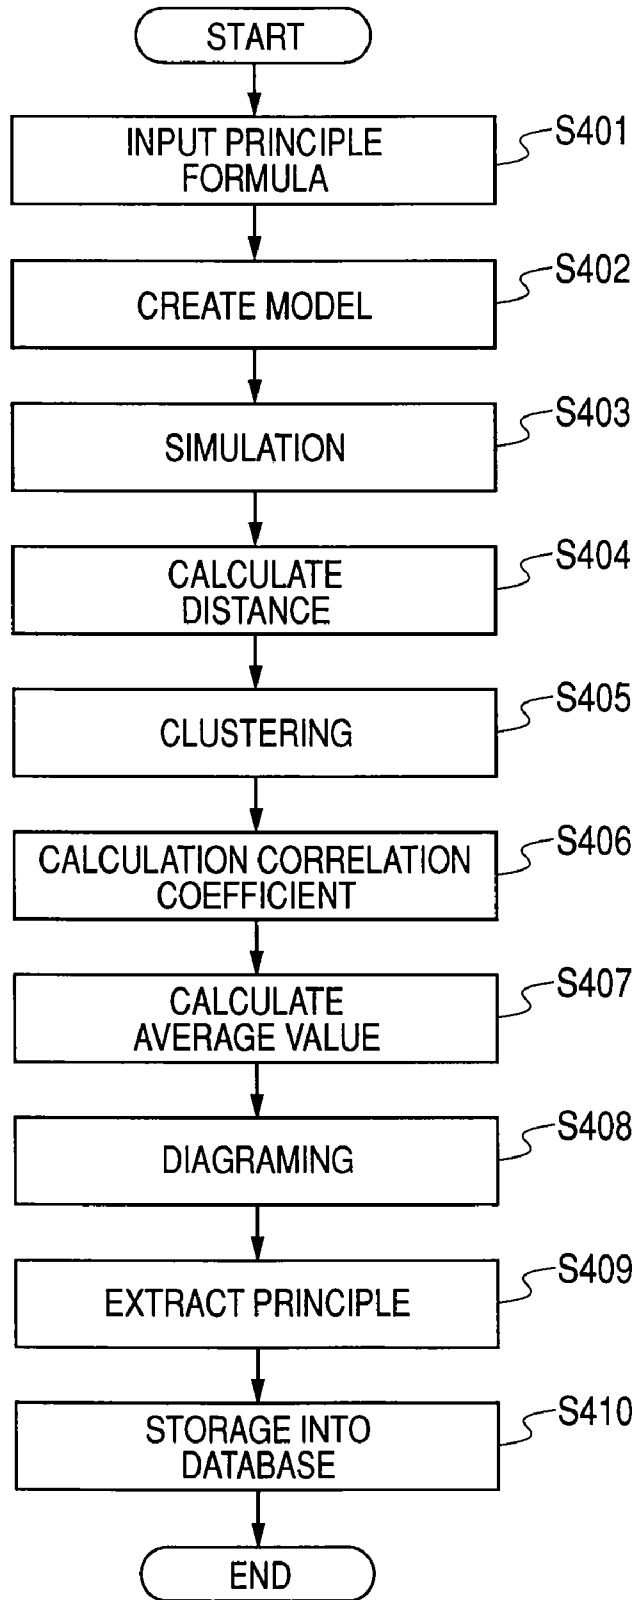 START
INPUT PRINCIPLE
FORMULA
S401
CREATE MODEL
S402
SIMULATION
S403
CALCULATE
DISTANCE
S404
CLUSTERING
S405
CALCULATION CORRELATION
COEFFICIENT
S406
CALCULATE
AVERAGE VALUE
S407
DIAGRAMING
S408
EXTRACT PRINCIPLE
S409
STORAGE INTO
DATABASE
S410
END